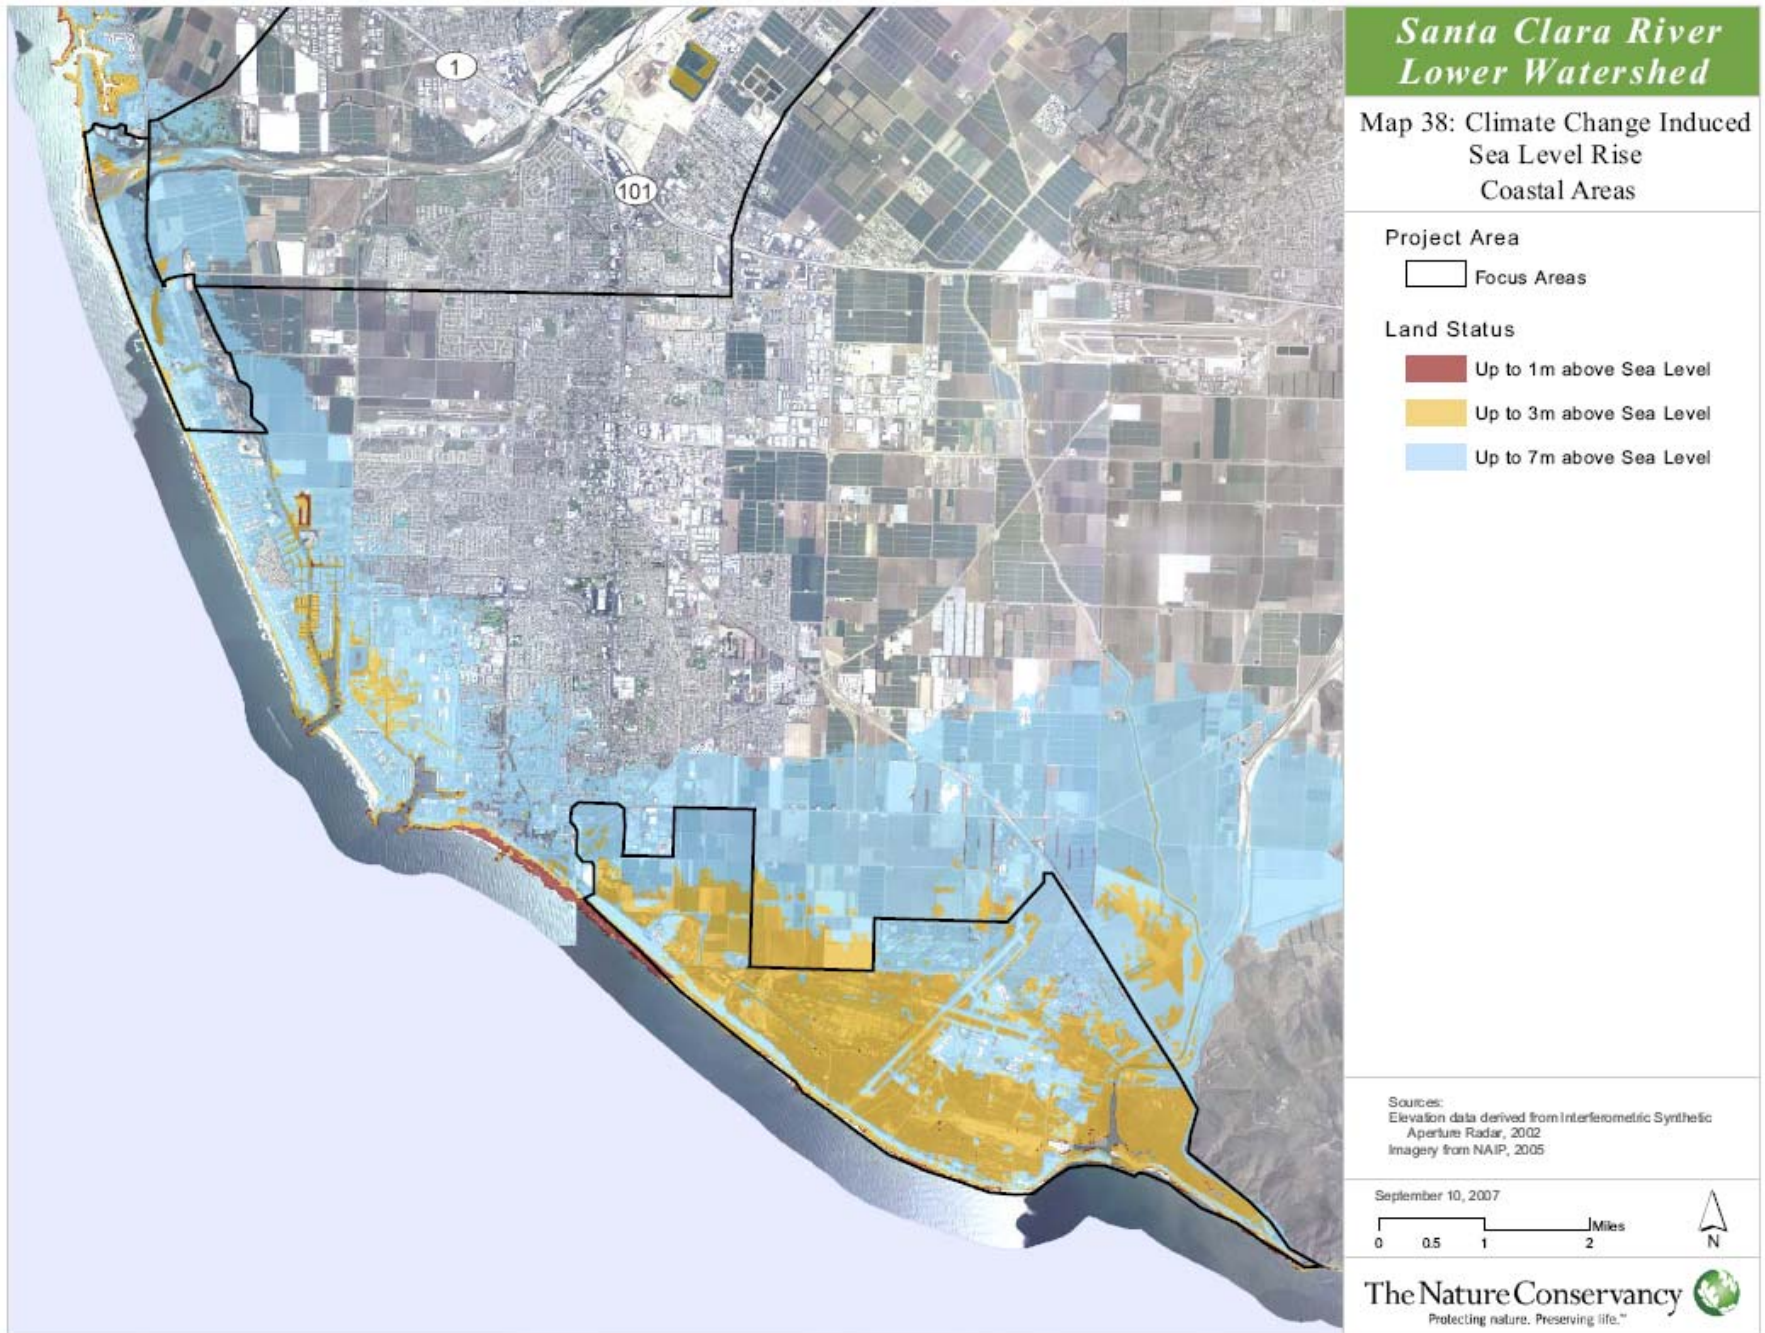 Santa Clara River
Lower Watershed
Map 38: Climate Change Induced
Sea Level Rise
Coastal Areas
Project Area
Focus Areas
Land Status
Up to 1m above Sea Level
Up to 3m above Sea Level
Up to 7m above Sea Level
1
101
Sources:
Elevation data derived from Interferometric Synthetic
Aperture Radar, 2002
Imagery from NAIP, 2005
September 10, 2007
Miles
0 0.5 1 2
N
The Nature Conservancy
Protecting nature. Preserving life.™